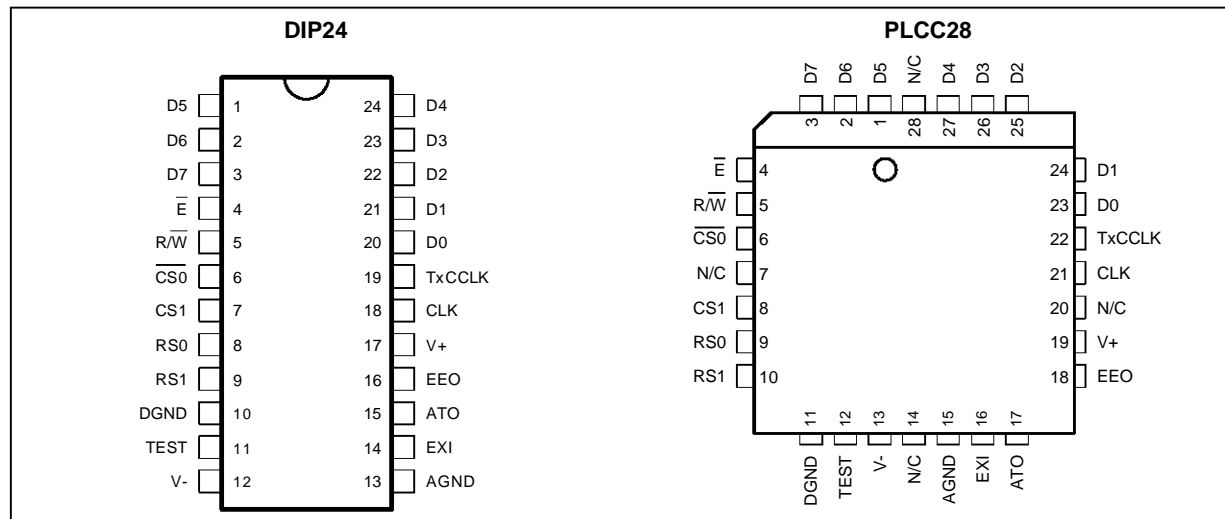 DIP24
D5 1 24 D4
D6 2 23 D3
D7 3 22 D2
E̅ 4 21 D1
R/W̅ 5 20 D0
C̅S̅0̅ 6 19 TxCCLK
CS1 7 18 CLK
RS0 8 17 V+
RS1 9 16 EEO
DGND 10 15 ATO
TEST 11 14 EXI
V- 12 13 AGND
PLCC28
D7 D6 D5 N/C D4 D3 D2
3 2 1 28 27 26 25
E̅ 4 24 D1
R/W̅ 5 23 D0
C̅S̅0̅ 6 22 TxCCLK
N/C 7 21 CLK
CS1 8 20 N/C
RS0 9 19 V+
RS1 10 18 EEO
11 12 13 14 15 16 17
DGND TEST V- N/C AGND EXI ATO